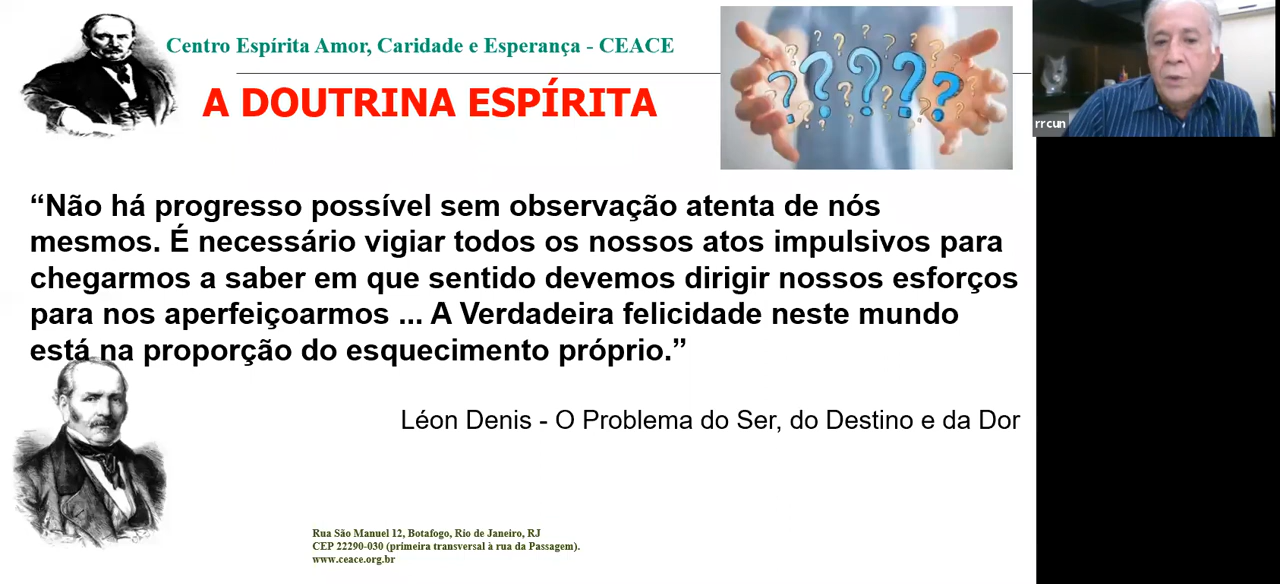 Centro Espírita Amor, Caridade e Esperança - CEACE
A DOUTRINA ESPÍRITA
rrcun
“Não há progresso possível sem observação atenta de nós
mesmos. É necessário vigiar todos os nossos atos impulsivos para
chegarmos a saber em que sentido devemos dirigir nossos esforços
para nos aperfeiçoarmos ... A Verdadeira felicidade neste mundo
está na proporção do esquecimento próprio.”
Léon Denis - O Problema do Ser, do Destino e da Dor
Rua São Manuel 12, Botafogo, Rio de Janeiro, RJ
CEP 22290-030 (primeira transversal à rua da Passagem).
www.ceace.org.br